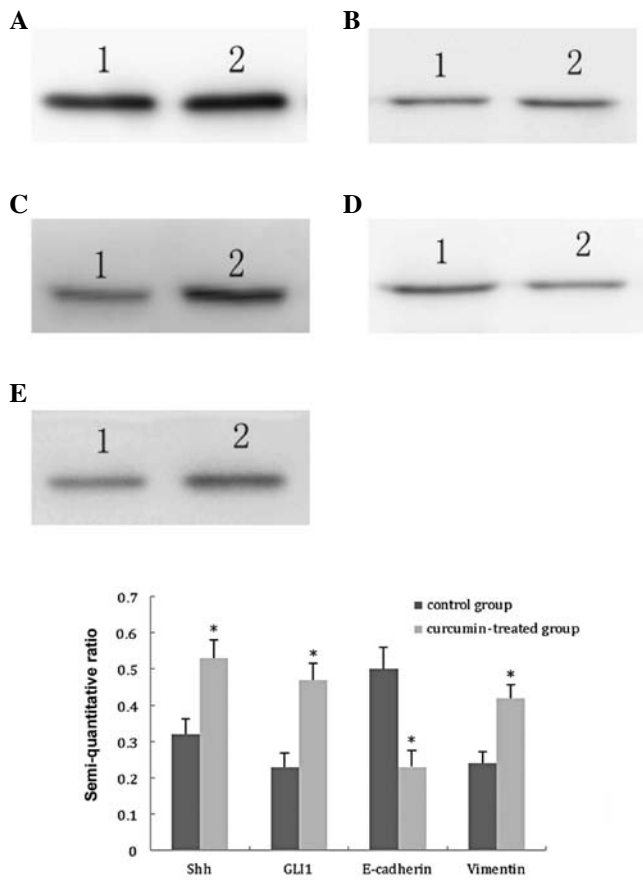 A
1 2
B
1 2
C
1 2
D
1 2
E
1 2
Semi-quantitative ratio
0.7
0.6
0.5
0.4
0.3
0.2
0.1
0
control group
curcumin-treated group
*
*
*
*
Shh GLI1 E-cadherin Vimentin